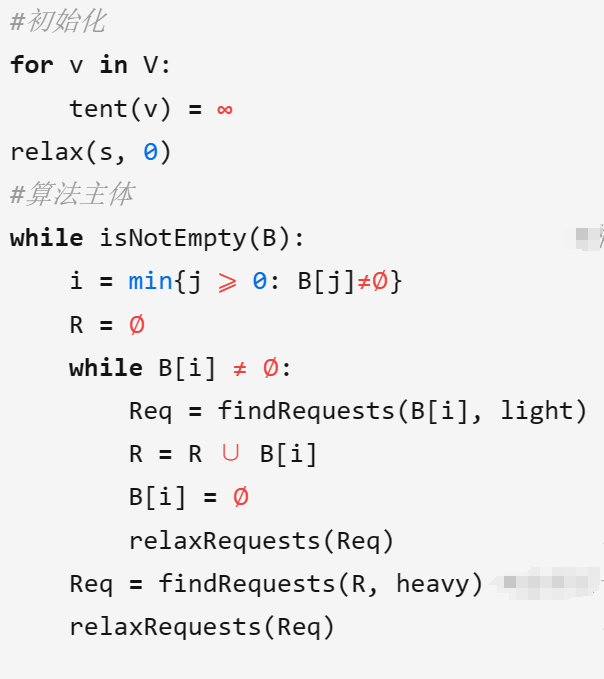 #初始化
for v in V:
    tent(v) = ∞
relax(s, 0)
#算法主体
while isNotEmpty(B):
    i = min{j ⩾ 0: B[j]≠∅}
    R = ∅
    while B[i] ≠ ∅:
        Req = findRequests(B[i], light)
        R = R ∪ B[i]
        B[i] = ∅
        relaxRequests(Req)
    Req = findRequests(R, heavy)
    relaxRequests(Req)